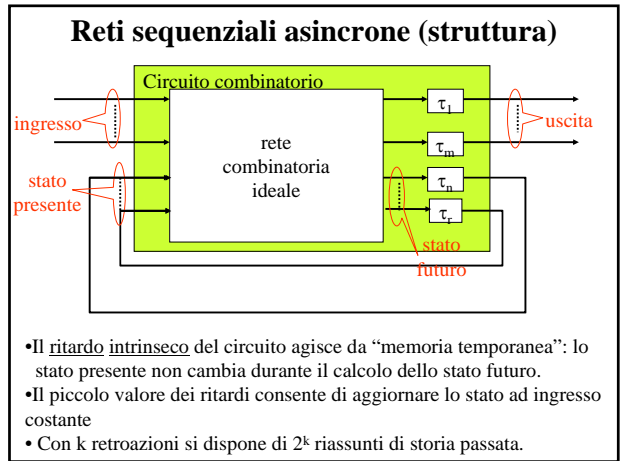 Reti sequenziali asincrone (struttura)
Circuito combinatorio
ingresso
stato
presente
rete
combinatoria
ideale
τ1
τm
τn
τr
uscita
stato
futuro
•Il ritardo intrinseco del circuito agisce da “memoria temporanea”: lo
stato presente non cambia durante il calcolo dello stato futuro.
•Il piccolo valore dei ritardi consente di aggiornare lo stato ad ingresso
costante
• Con k retroazioni si dispone di 2ᵏ riassunti di storia passata.